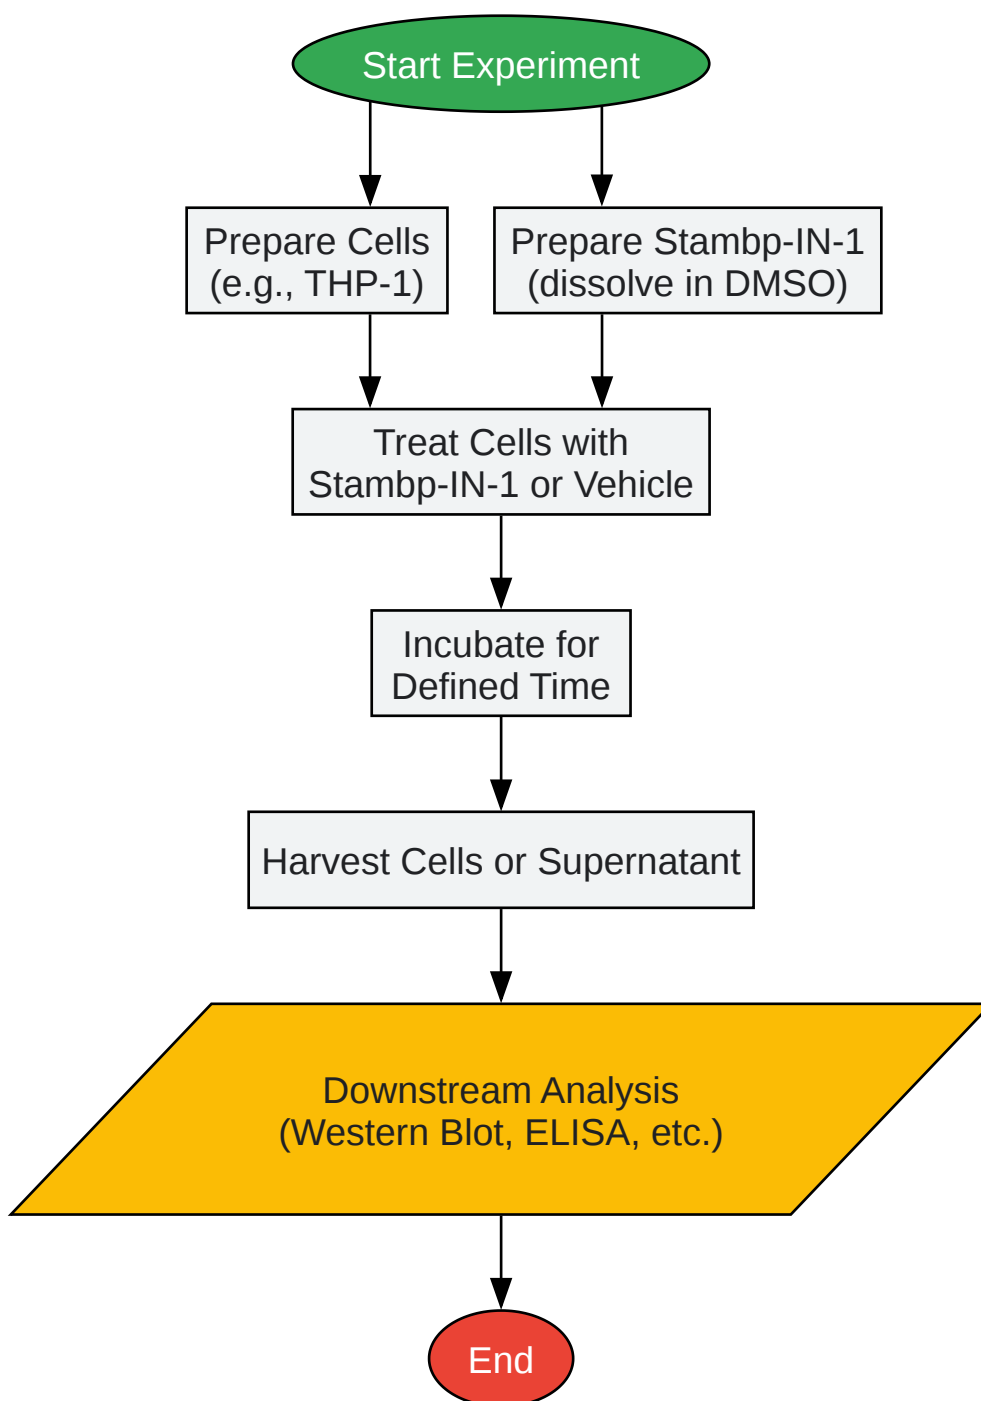 Start Experiment
Prepare Cells
(e.g., THP-1)
Prepare Stambp-IN-1
(dissolve in DMSO)
Treat Cells with
Stambp-IN-1 or Vehicle
Incubate for
Defined Time
Harvest Cells or Supernatant
Downstream Analysis
(Western Blot, ELISA, etc.)
End